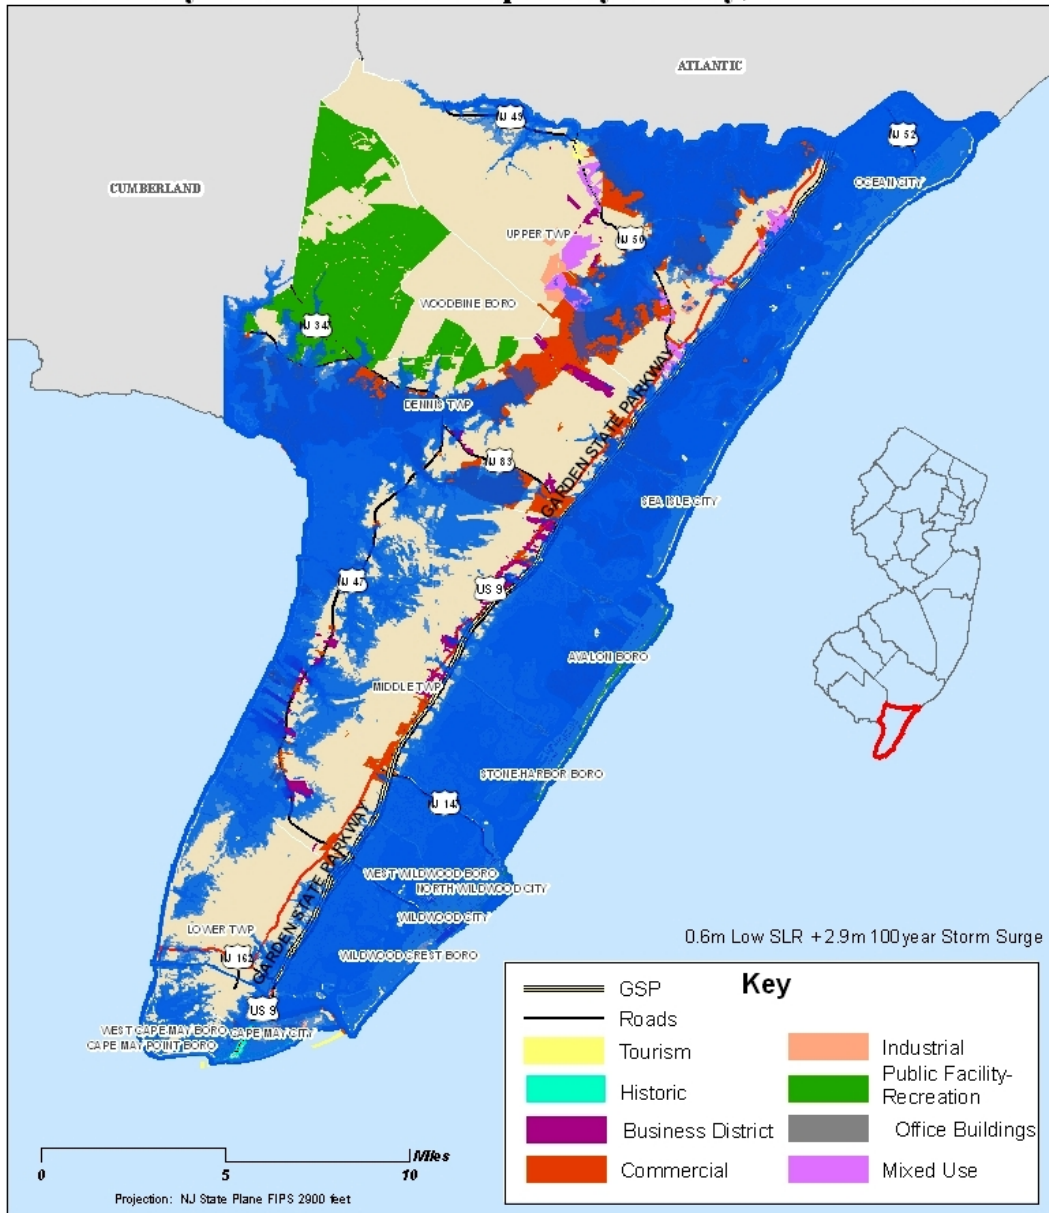 ATLANTIC
NJ 49
NJ 52
CUMBERLAND
OCEAN CITY
UPPER TWP
NJ 50
WOODBINE BORO
NJ 347
GARDEN STATE PARKWAY
DENNIS TWP
NJ 83
SEA ISLE CITY
NJ 47
US 9
AVALON BORO
MIDDLE TWP
STONE HARBOR BORO
NJ 147
GARDEN STATE PARKWAY
WEST WILDWOOD BORO
NORTH WILDWOOD CITY
WILDWOOD CITY
LOWER TWP
0.6m Low SLR +2.9m 100 year Storm Surge
WILDWOOD CREST BORO
NJ 162
US 9
WEST CAPE MAY BORO
CAPE MAY CITY
CAPE MAY POINT BORO
Key
GSP
Roads
Tourism
Historic
Business District
Commercial
Industrial
Public Facility-
Recreation
Office Buildings
Mixed Use
Miles
0 5 10
Projection: NJ State Plane FIPS 2900 feet